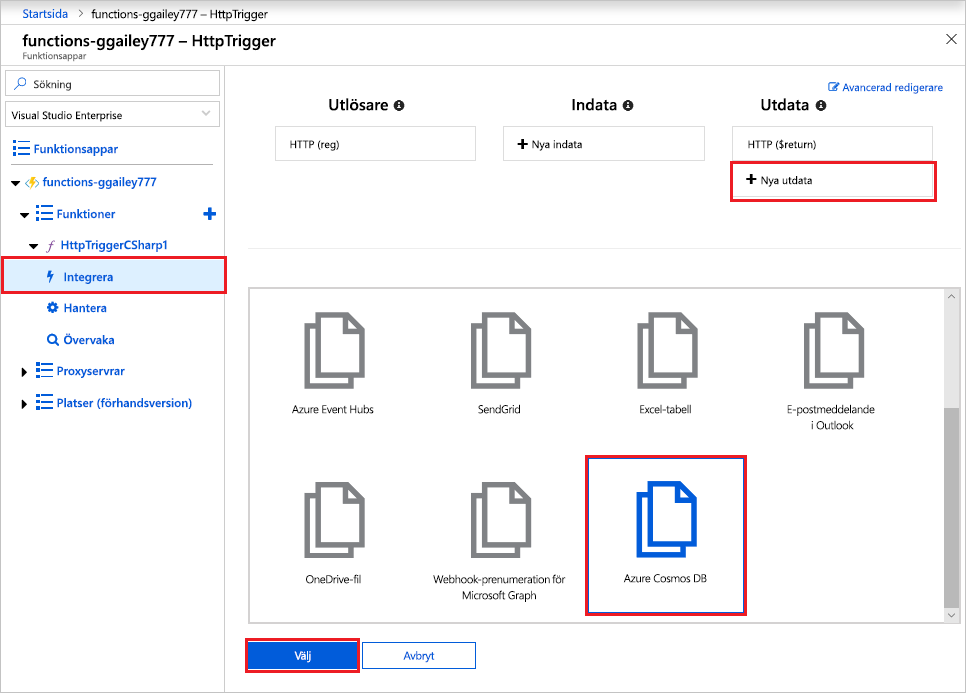 Startsida > functions-ggailey777 – HttpTrigger
functions-ggailey777 – HttpTrigger
Funktionsappar
Sökning
Visual Studio Enterprise
Funktionsappar
functions-ggailey777
Funktioner
f HttpTriggerCSharp1
Integrera
Hantera
Övervaka
Proxyservrar
Platser (förhandsversion)
Avancerad redigerare
Utlösare
Indata
Utdata
HTTP (reg)
Nya indata
HTTP ($return)
Nya utdata
Azure Event Hubs
SendGrid
Excel-tabell
E-postmeddelande
i Outlook
OneDrive-fil
Webhook-prenumeration för
Microsoft Graph
Azure Cosmos DB
Välj
Avbryt